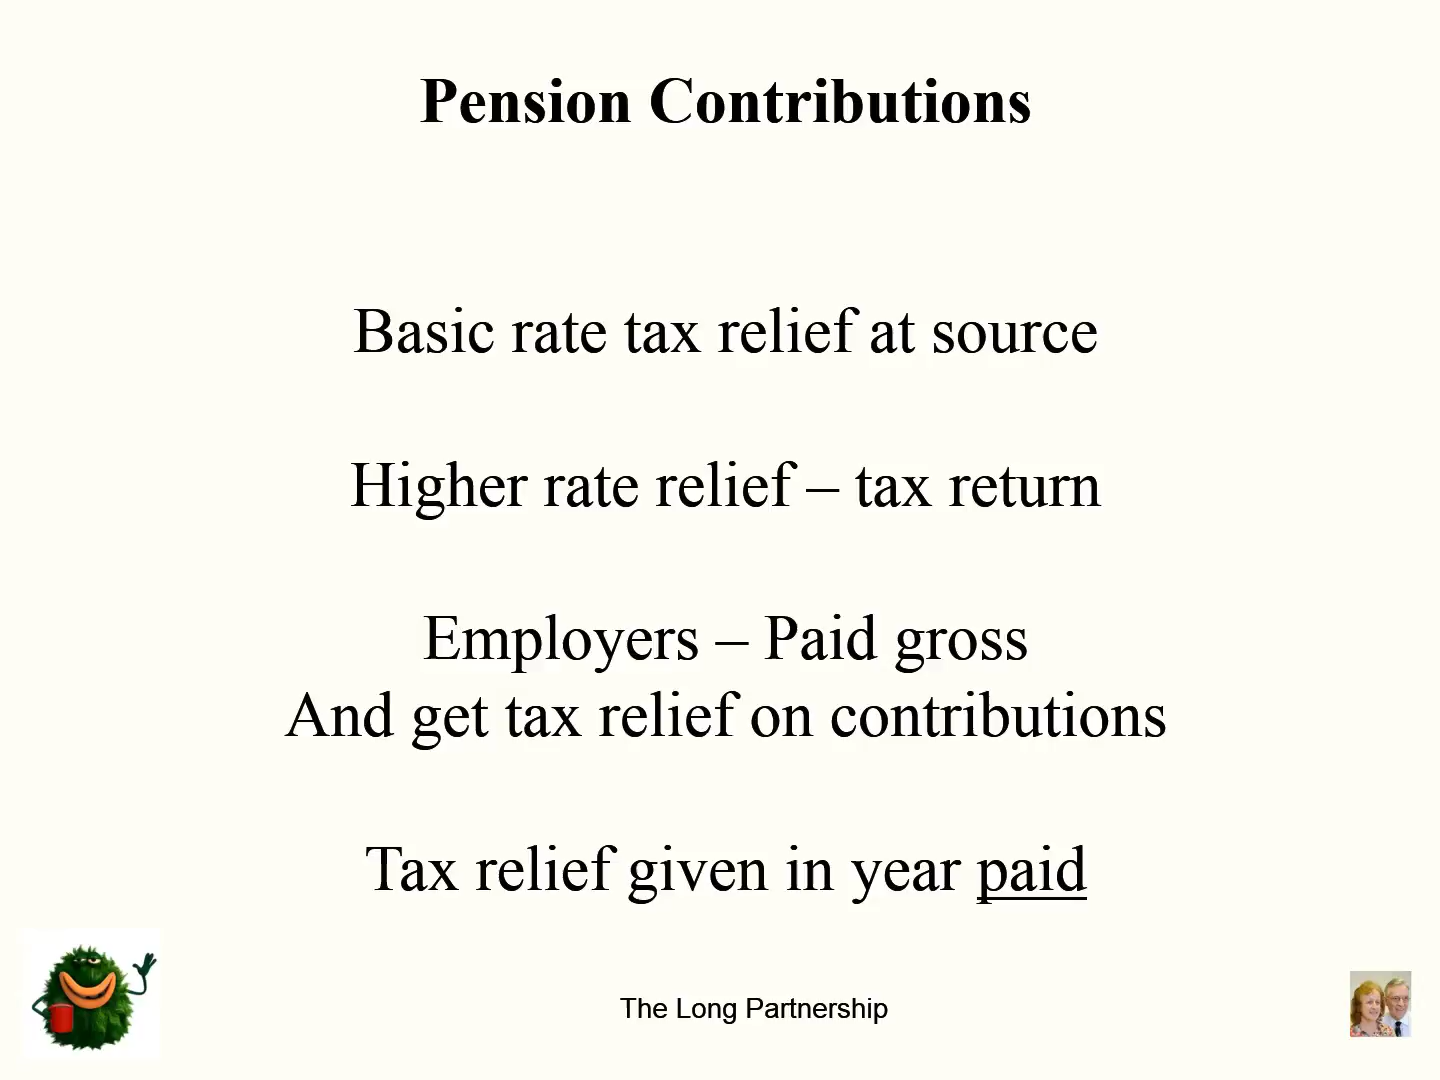 Pension Contributions
Basic rate tax relief at source
Higher rate relief – tax return
Employers – Paid gross
And get tax relief on contributions
Tax relief given in year paid
The Long Partnership